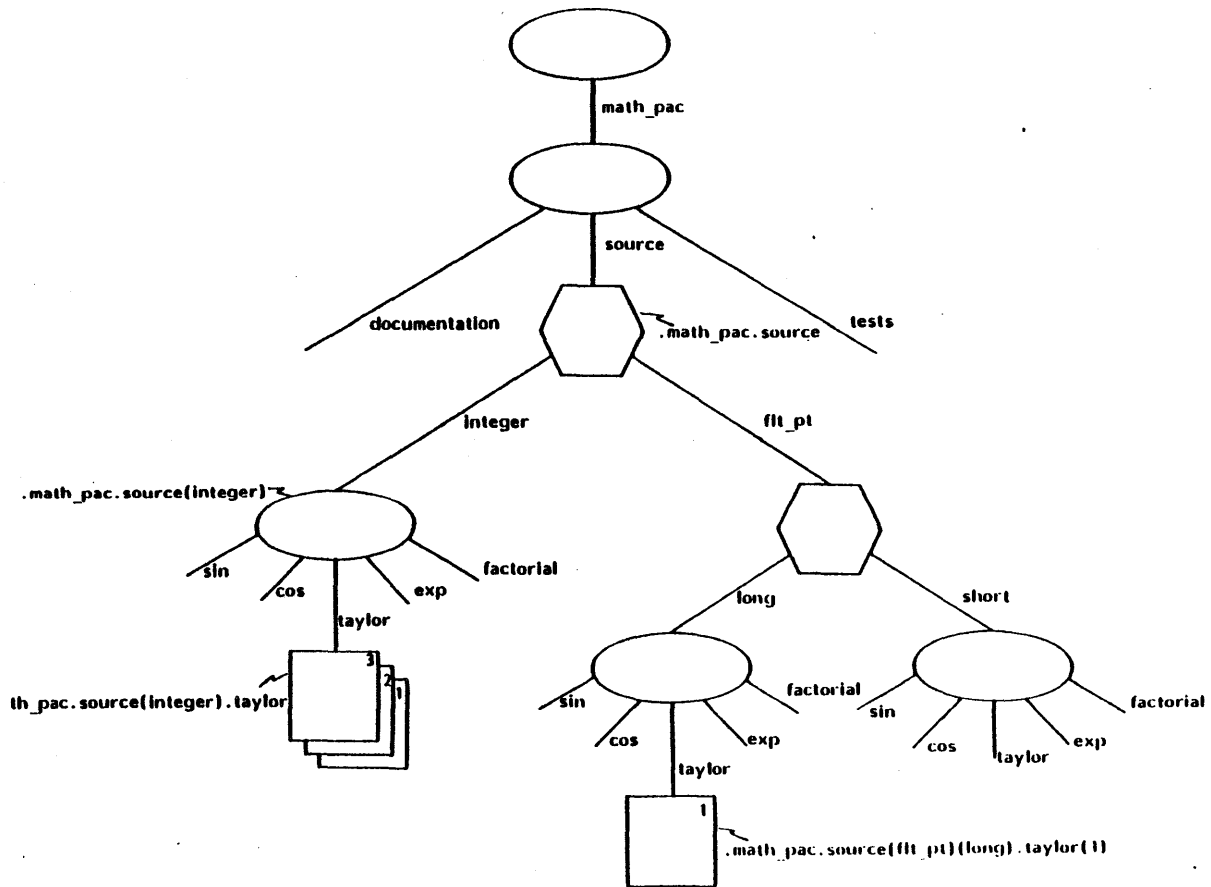 math_pac
source
documentation
.math_pac.source
tests
integer
flt_pt
.math_pac.source(integer)
sin
cos
taylor
exp
factorial
long
short
3
2
1
th_pac.source(integer).taylor
sin
cos
taylor
exp
factorial
sin
cos
taylor
exp
factorial
1
.math_pac.source(flt_pt)(long).taylor(1)